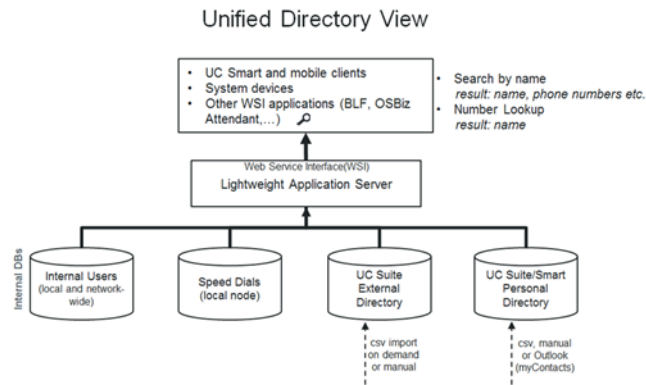 Unified Directory View
• UC Smart and mobile clients
• System devices
• Other WSI applications (BLF, OSBiz
Attendant,…)
• Search by name
result: name, phone numbers etc.
• Number Lookup
result: name
Web Service Interface(WSI)
Lightweight Application Server
Internal DBs
Internal Users
(local and network-
wide)
Speed Dials
(local node)
UC Suite
External
Directory
UC Suite/Smart
Personal
Directory
csv import
on demand
or manual
csv, manual
or Outlook
(myContacts)